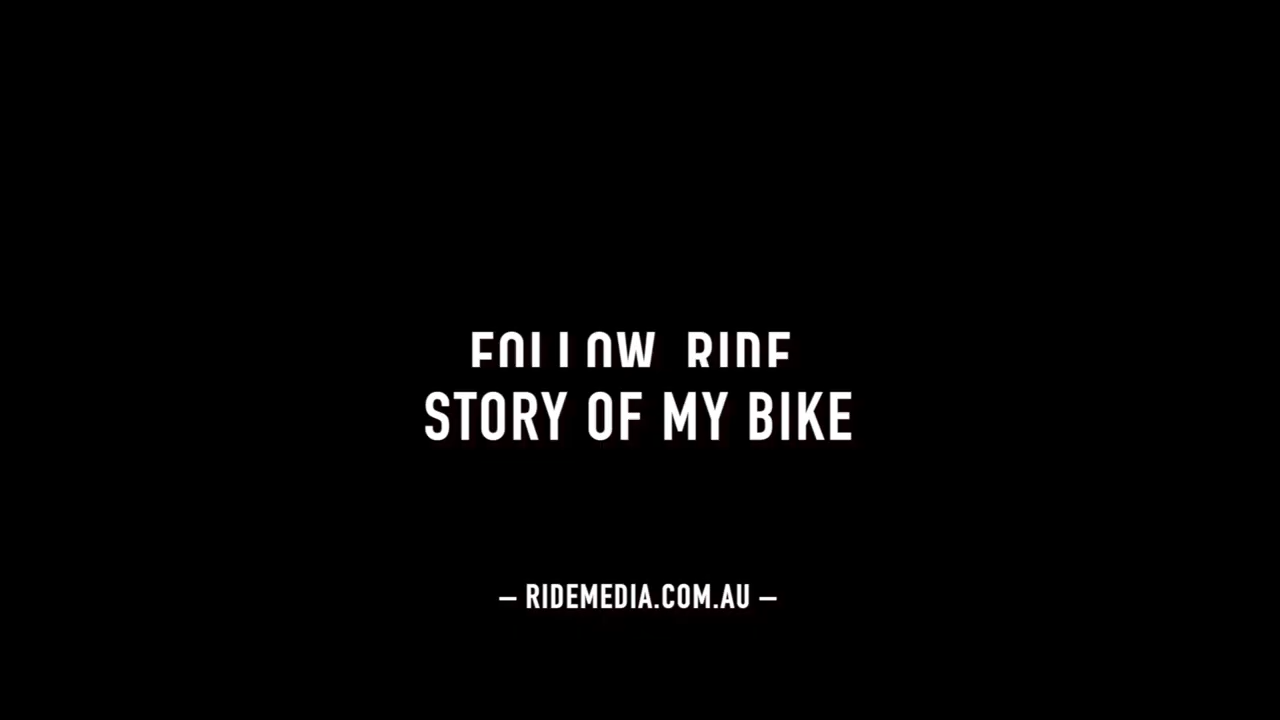 FOLLOW RIDE
STORY OF MY BIKE
– RIDEMEDIA.COM.AU –